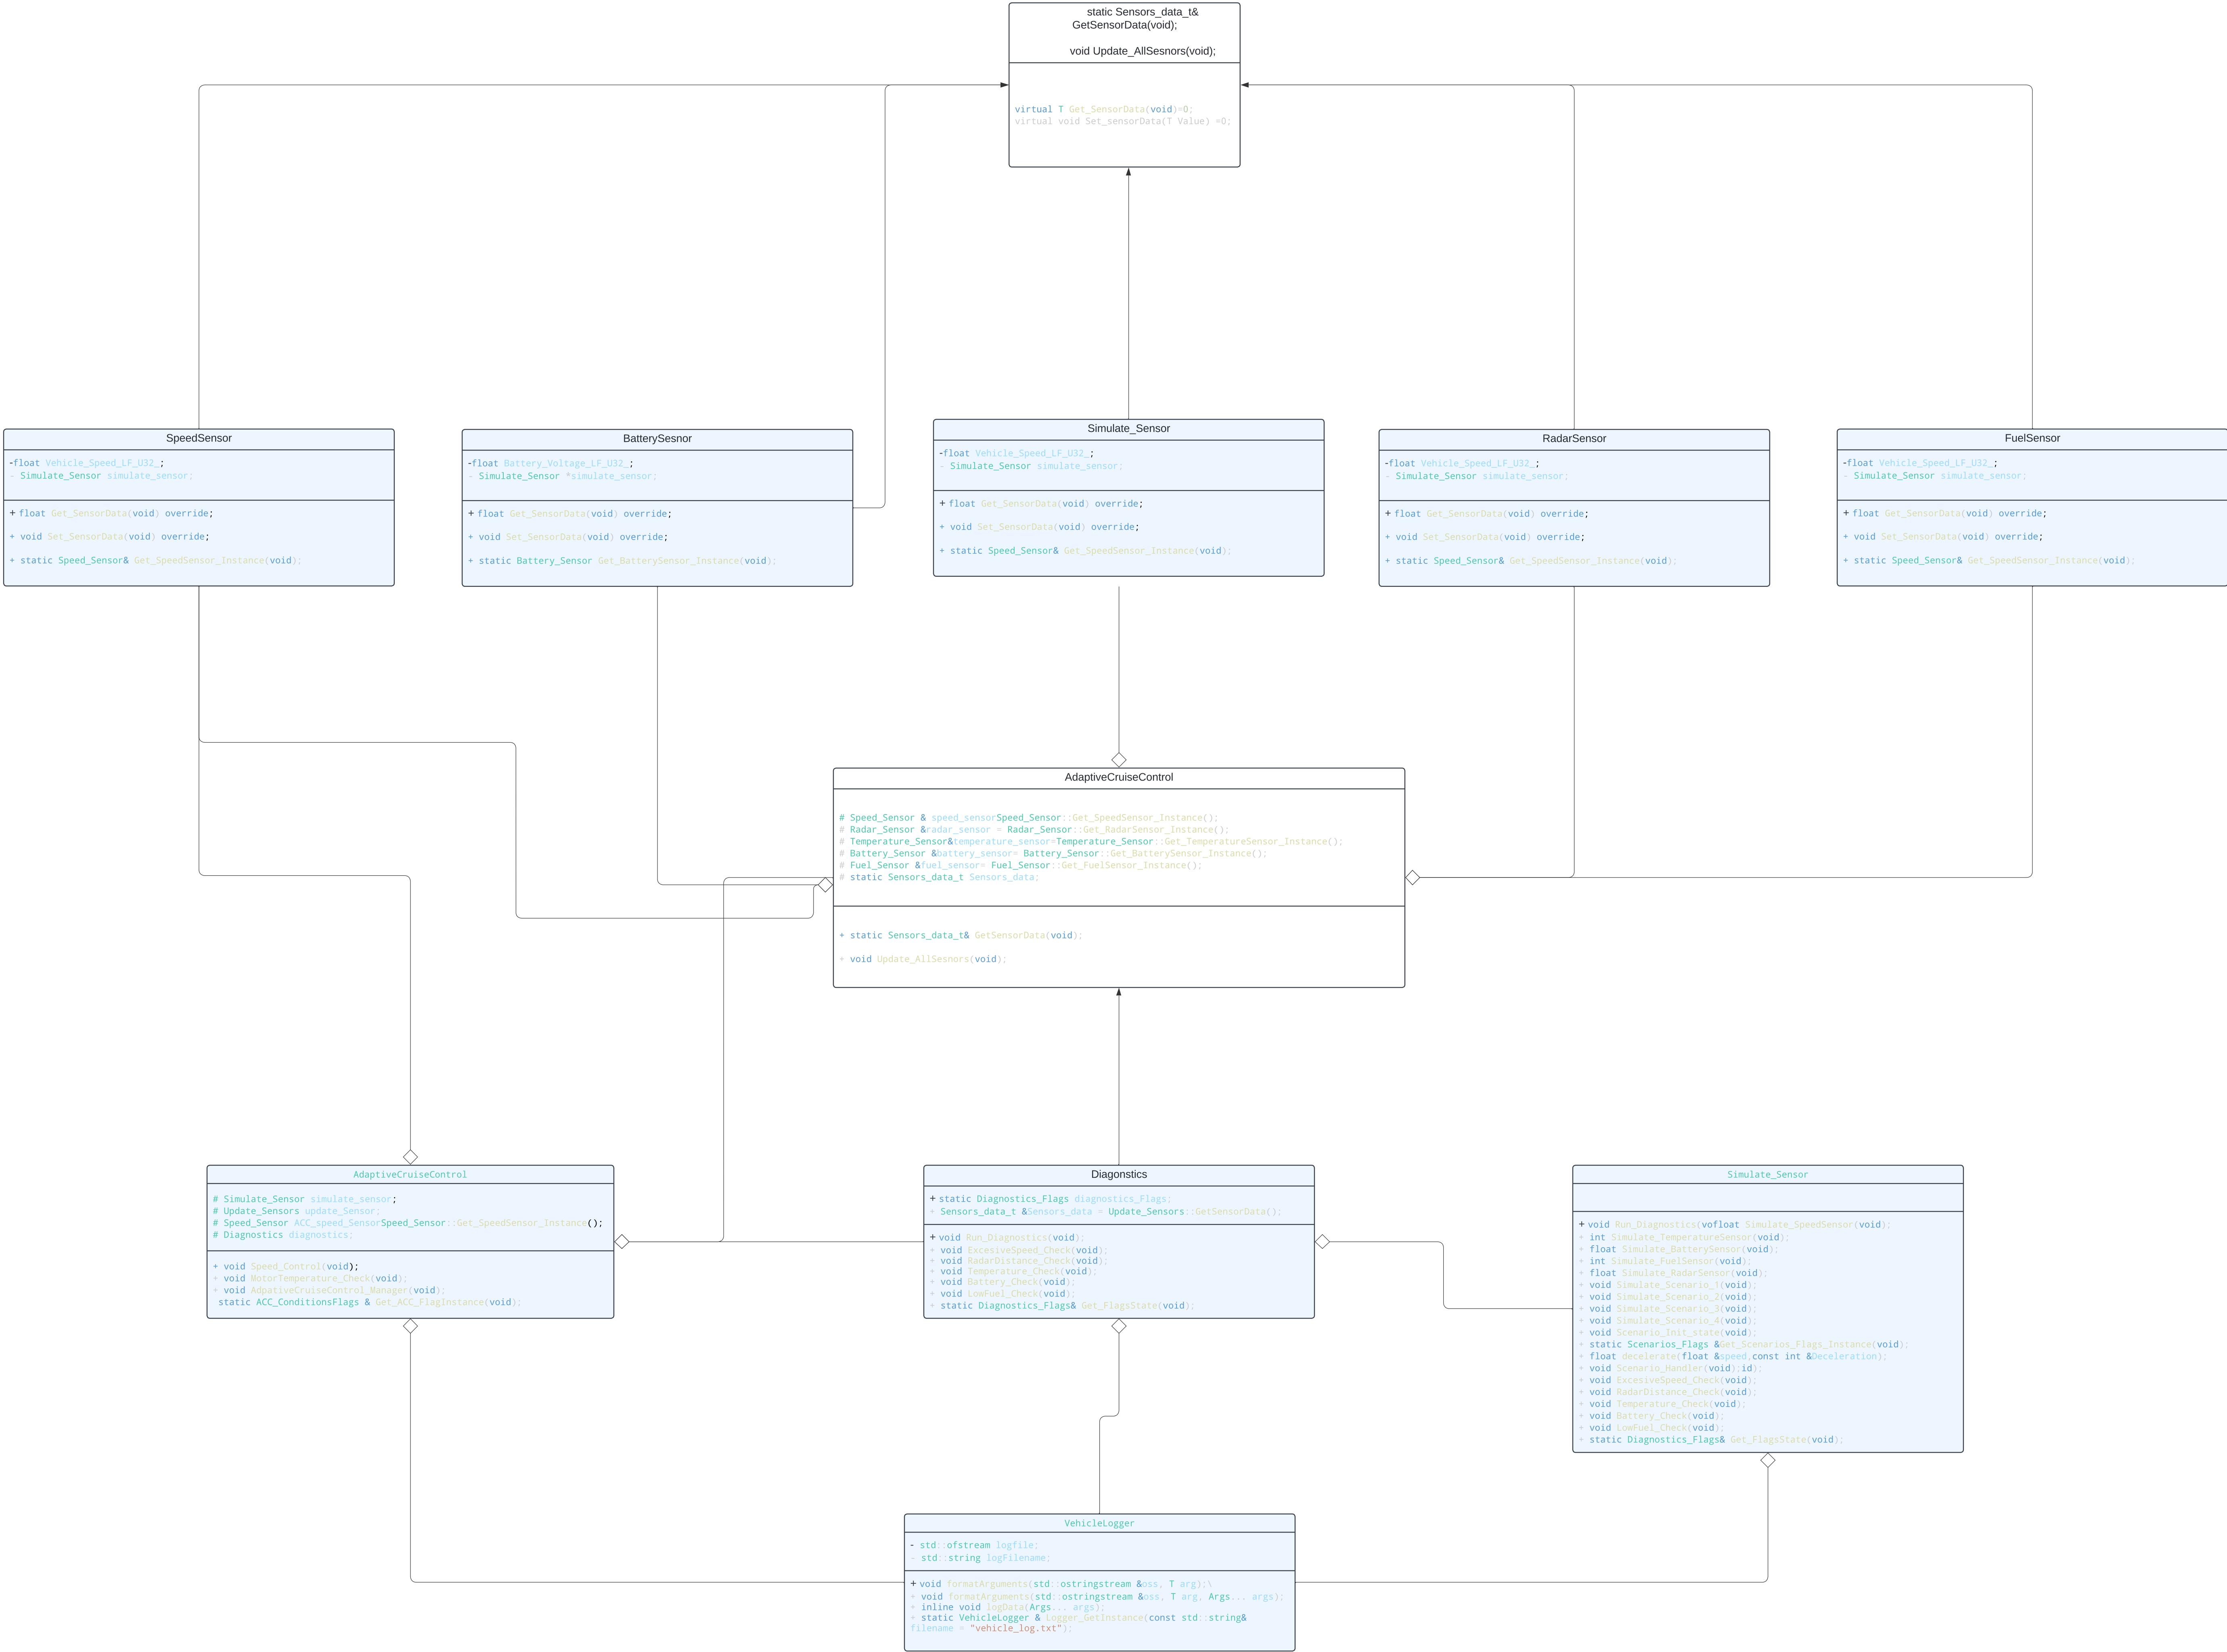 static Sensors_data_t&
GetSensorData(void);
void Update_AllSesnors(void);
virtual T Get_SensorData(void)=0;
virtual void Set_sensorData(T Value) =0;
SpeedSensor
-float Vehicle_Speed_LF_U32_;
- Simulate_Sensor simulate_sensor;
+ float Get_SensorData(void) override;
+ void Set_SensorData(void) override;
+ static Speed_Sensor& Get_SpeedSensor_Instance(void);
BatterySesnor
-float Battery_Voltage_LF_U32_;
- Simulate_Sensor *simulate_sensor;
+ float Get_SensorData(void) override;
+ void Set_SensorData(void) override;
+ static Battery_Sensor Get_BatterySensor_Instance(void);
Simulate_Sensor
-float Vehicle_Speed_LF_U32_;
- Simulate_Sensor simulate_sensor;
+ float Get_SensorData(void) override;
+ void Set_SensorData(void) override;
+ static Speed_Sensor& Get_SpeedSensor_Instance(void);
RadarSensor
-float Vehicle_Speed_LF_U32_;
- Simulate_Sensor simulate_sensor;
+ float Get_SensorData(void) override;
+ void Set_SensorData(void) override;
+ static Speed_Sensor& Get_SpeedSensor_Instance(void);
FuelSensor
-float Vehicle_Speed_LF_U32_;
- Simulate_Sensor simulate_sensor;
+ float Get_SensorData(void) override;
+ void Set_SensorData(void) override;
+ static Speed_Sensor& Get_SpeedSensor_Instance(void);
AdaptiveCruiseControl
# Speed_Sensor & speed_sensorSpeed_Sensor::Get_SpeedSensor_Instance();
# Radar_Sensor &radar_sensor = Radar_Sensor::Get_RadarSensor_Instance();
# Temperature_Sensor&temperature_sensor=Temperature_Sensor::Get_TemperatureSensor_Instance();
# Battery_Sensor &battery_sensor= Battery_Sensor::Get_BatterySensor_Instance();
# Fuel_Sensor &fuel_sensor= Fuel_Sensor::Get_FuelSensor_Instance();
# static Sensors_data_t Sensors_data;
+ static Sensors_data_t& GetSensorData(void);
+ void Update_AllSesnors(void);
AdaptiveCruiseControl
# Simulate_Sensor simulate_sensor;
# Update_Sensors update_Sensor;
# Speed_Sensor ACC_speed_SensorSpeed_Sensor::Get_SpeedSensor_Instance();
# Diagnostics diagnostics;
+ void Speed_Control(void);
+ void MotorTemperature_Check(void);
+ void AdpativeCruiseControl_Manager(void);
static ACC_ConditionsFlags & Get_ACC_FlagInstance(void);
Diagonstics
+ static Diagnostics_Flags diagnostics_Flags;
+ Sensors_data_t &Sensors_data = Update_Sensors::GetSensorData();
+ void Run_Diagnostics(void);
+ void ExcesiveSpeed_Check(void);
+ void RadarDistance_Check(void);
+ void Temperature_Check(void);
+ void Battery_Check(void);
+ void LowFuel_Check(void);
+ static Diagnostics_Flags& Get_FlagsState(void);
Simulate_Sensor
+ void Run_Diagnostics(vofloat Simulate_SpeedSensor(void);
+ int Simulate_TemperatureSensor(void);
+ float Simulate_BatterySensor(void);
+ int Simulate_FuelSensor(void);
+ float Simulate_RadarSensor(void);
+ void Simulate_Scenario_1(void);
+ void Simulate_Scenario_2(void);
+ void Simulate_Scenario_3(void);
+ void Simulate_Scenario_4(void);
+ void Scenario_Init_state(void);
+ static Scenarios_Flags &Get_Scenarios_Flags_Instance(void);
+ float decelerate(float &speed,const int &Deceleration);
+ void Scenario_Handler(void);id);
+ void ExcesiveSpeed_Check(void);
+ void RadarDistance_Check(void);
+ void Temperature_Check(void);
+ void Battery_Check(void);
+ void LowFuel_Check(void);
+ static Diagnostics_Flags& Get_FlagsState(void);
VehicleLogger
- std::ofstream logfile;
- std::string logFilename;
+ void formatArguments(std::ostringstream &oss, T arg);\
+ void formatArguments(std::ostringstream &oss, T arg, Args... args);
+ inline void logData(Args... args);
+ static VehicleLogger & Logger_GetInstance(const std::string&
filename = "vehicle_log.txt");